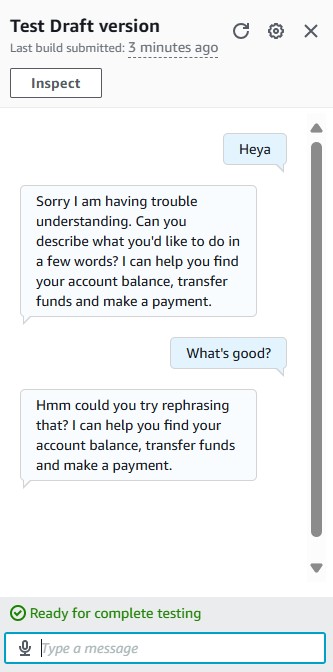 Test Draft version
Last build submitted: 3 minutes ago
Inspect
Heya
Sorry I am having trouble
understanding. Can you
describe what you'd like to do in
a few words? I can help you find
your account balance, transfer
funds and make a payment.
What's good?
Hmm could you try rephrasing
that? I can help you find your
account balance, transfer funds
and make a payment.
Ready for complete testing
Type a message